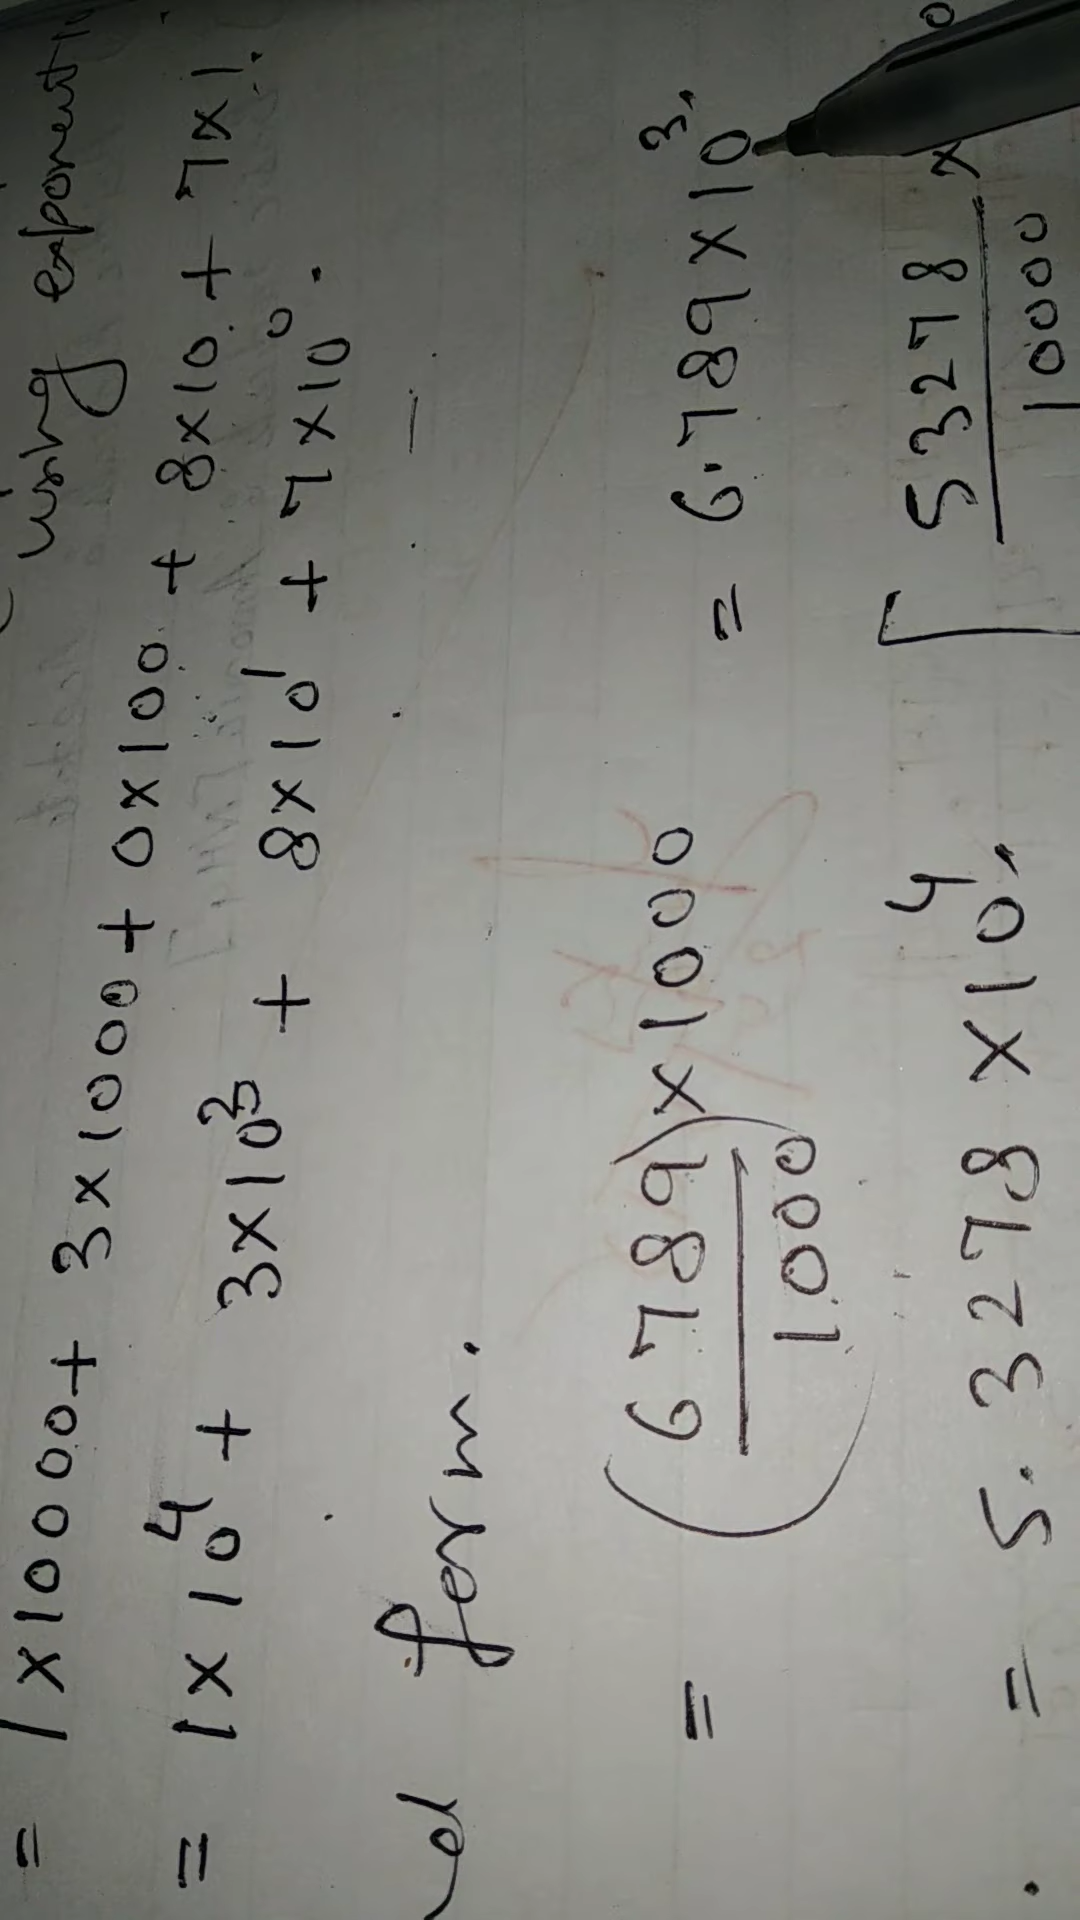 using exponent
= 1 x 10000 + 3 x 1000 + 0 x 100 + 8 x 10 + 7 x 1.
= 1 x 10⁴ + 3 x 10³ + 8 x 10¹ + 7 x 10⁰.
d form.
= (6789/1000) x 1000 = 6.789 x 10³.
= 5.3278 x 10⁴, [53278/10000 x